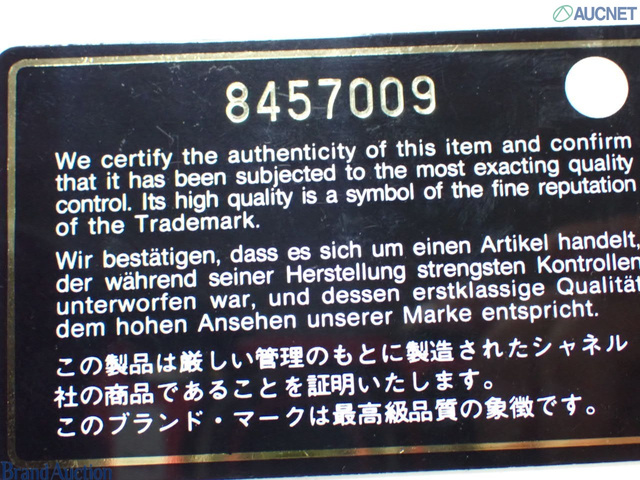 AUCNET
8457009
We certify the authenticity of this item and confirm
that it has been subjected to the most exacting quality
control. Its high quality is a symbol of the fine reputation
of the Trademark.
Wir bestätigen, dass es sich um einen Artikel handelt,
der während seiner Herstellung strengsten Kontrollen
unterworfen war, und dessen erstklassige Qualität
dem hohen Ansehen unserer Marke entspricht.
この製品は厳しい管理のもとに製造されたシャネル
社の商品であることを証明いたします。
このブランド・マークは最高級品質の象徴です。
Brand Auction